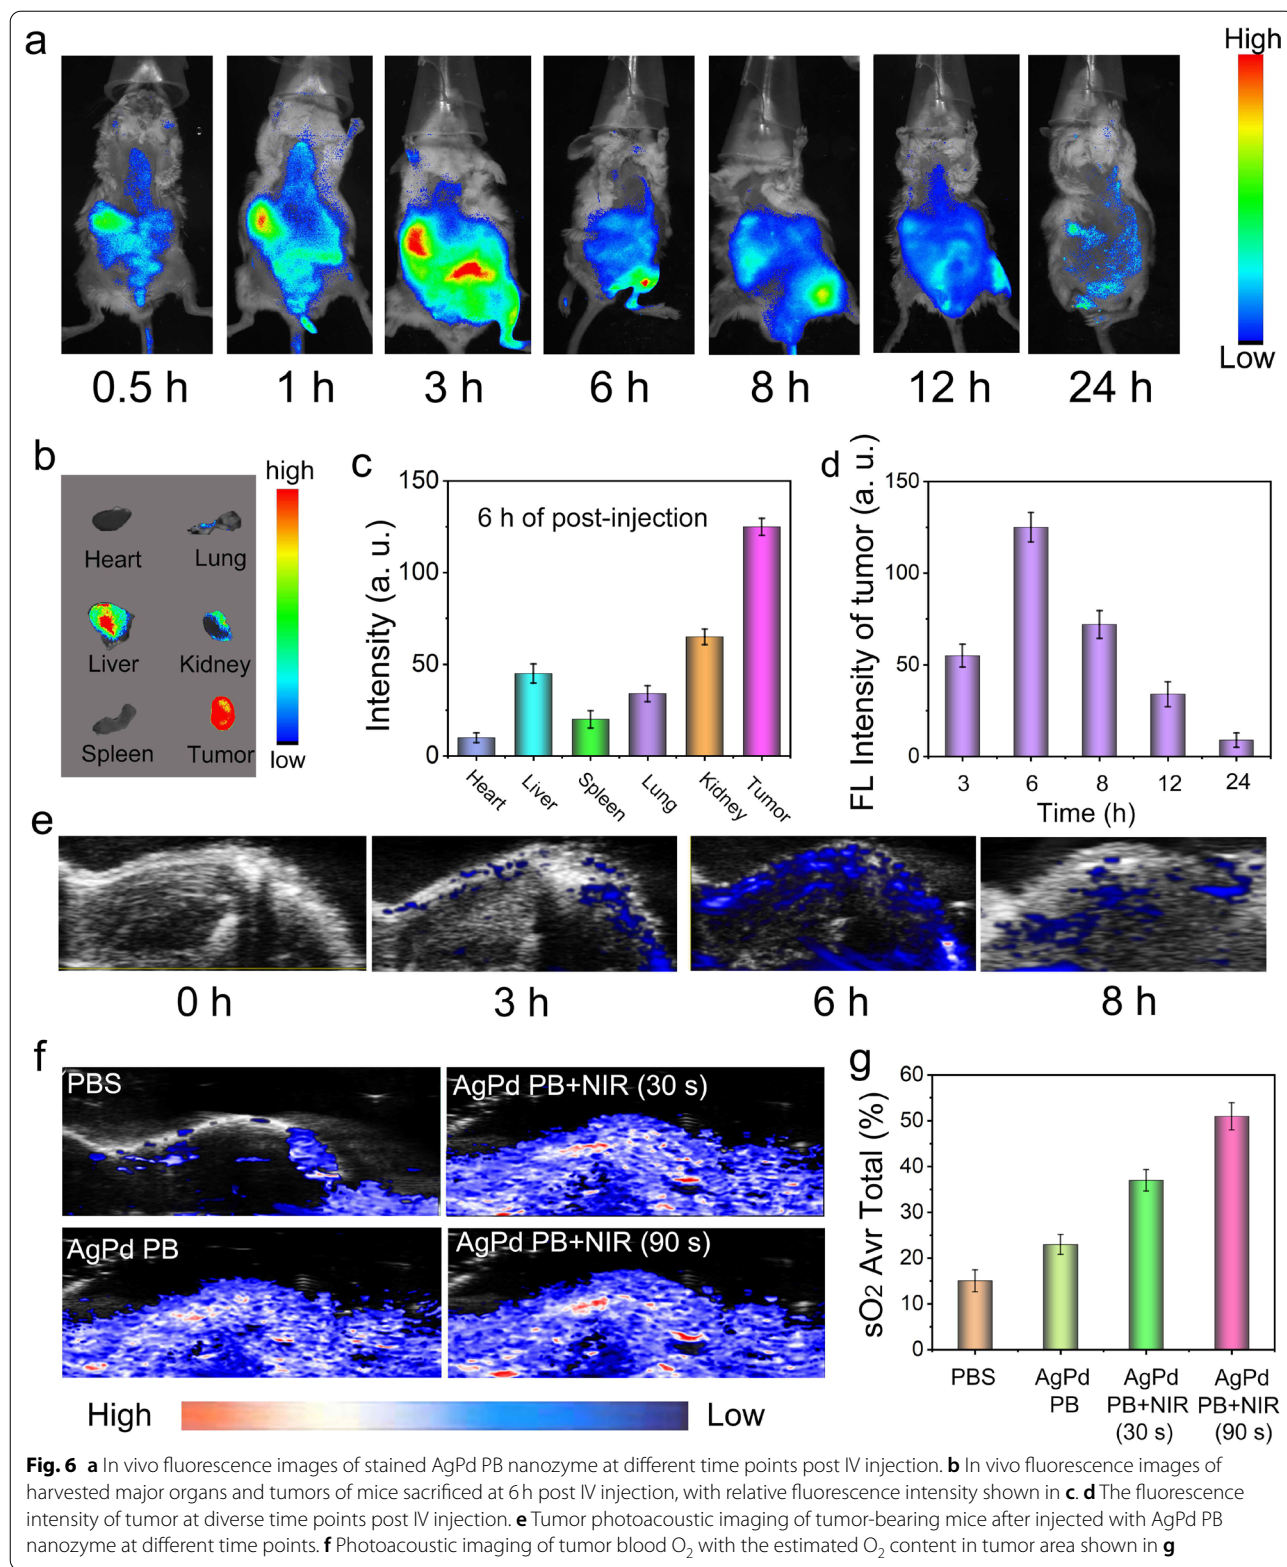 a
High
Low
0.5 h
1 h
3 h
6 h
8 h
12 h
24 h
b
high
Heart
Lung
Liver
Kidney
Spleen
Tumor
low
c
Intensity (a. u.)
150
100
50
0
6 h of post-injection
Heart
Liver
Spleen
Lung
Kidney
Tumor
d
FL Intensity of tumor (a. u.)
150
100
50
0
3
6
8
12
24
Time (h)
e
0 h
3 h
6 h
8 h
f
PBS
AgPd PB+NIR (30 s)
AgPd PB
AgPd PB+NIR (90 s)
High
Low
g
sO2 Avr Total (%)
60
50
40
30
20
10
0
PBS
AgPd
PB
AgPd
PB+NIR
(30 s)
AgPd
PB+NIR
(90 s)
Fig. 6 a In vivo fluorescence images of stained AgPd PB nanozyme at different time points post IV injection. b In vivo fluorescence images of
harvested major organs and tumors of mice sacrificed at 6 h post IV injection, with relative fluorescence intensity shown in c. d The fluorescence
intensity of tumor at diverse time points post IV injection. e Tumor photoacoustic imaging of tumor-bearing mice after injected with AgPd PB
nanozyme at different time points. f Photoacoustic imaging of tumor blood O2 with the estimated O2 content in tumor area shown in g